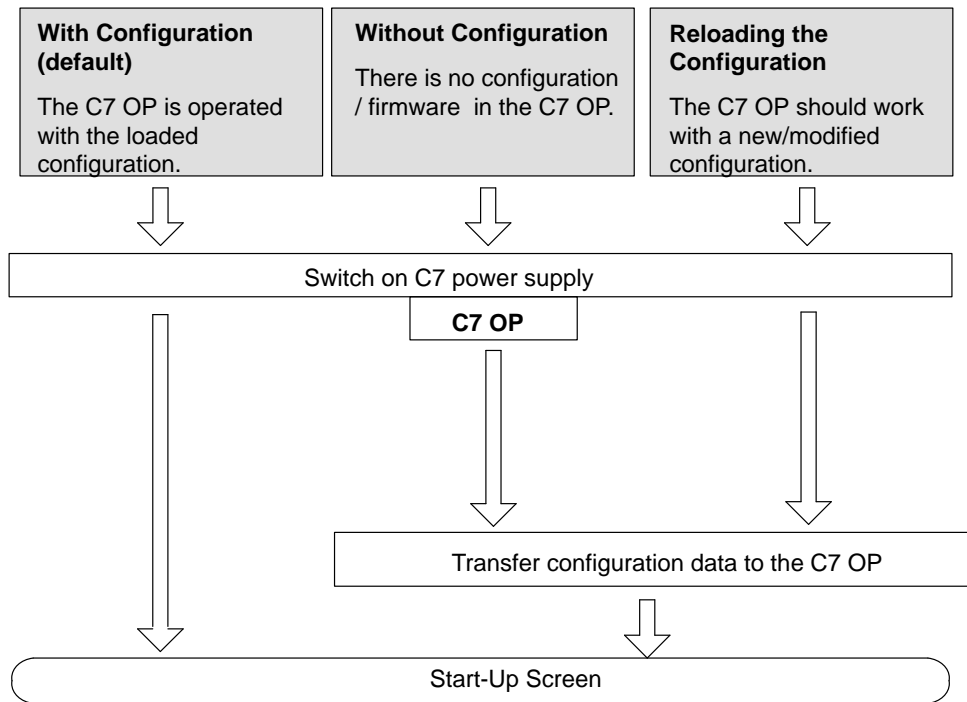 With Configuration
(default)
The C7 OP is operated
with the loaded
configuration.
Without Configuration
There is no configuration
/ firmware in the C7 OP.
Reloading the
Configuration
The C7 OP should work
with a new/modified
configuration.
Switch on C7 power supply
C7 OP
Transfer configuration data to the C7 OP
Start-Up Screen